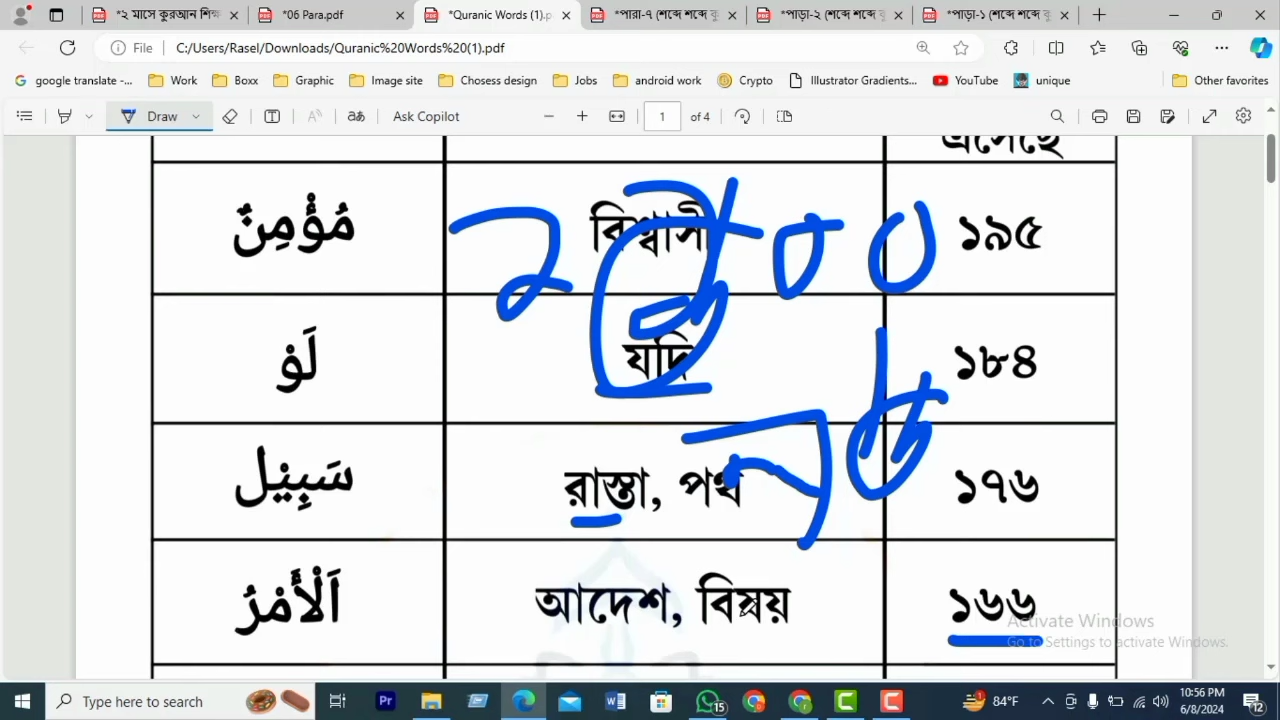 *২ মাসে কুরআন শিক্ষ
*06 Para.pdf
*Quranic Words (1).p
*পারা-৭ (শব্দে শব্দে কু
*পাড়া-২ (শব্দে শব্দে কু
*পাড়া-১ (শব্দে শব্দে কু
File C:/Users/Rasel/Downloads/Quranic%20Words%20(1).pdf
google translate -... Work Boxx Graphic Image site Chosess design Jobs android work Crypto Illustrator Gradients... YouTube unique Other favorites
Draw Ask Copilot 1 of 4
এসেছে
مُؤْمِنٌ বিশ্বাসী ১৯৫
لَوْ যদি ১৮৪
سَبِيْل রাস্তা, পথ ১৭৬
اَلْأَمْرُ আদেশ, বিষয় ১৬৬
Activate Windows
Go to Settings to activate Windows.
Type here to search Pr 15 84°F 10:56 PM 6/8/2024 12